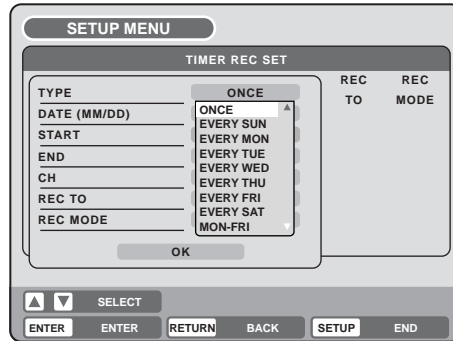 SETUP MENU
TIMER REC SET
REC TO
REC MODE
TYPE ONCE
DATE (MM/DD)
START
END
CH
REC TO
REC MODE
ONCE
EVERY SUN
EVERY MON
EVERY TUE
EVERY WED
EVERY THU
EVERY FRI
EVERY SAT
MON-FRI
OK
SELECT
ENTER ENTER RETURN BACK SETUP END